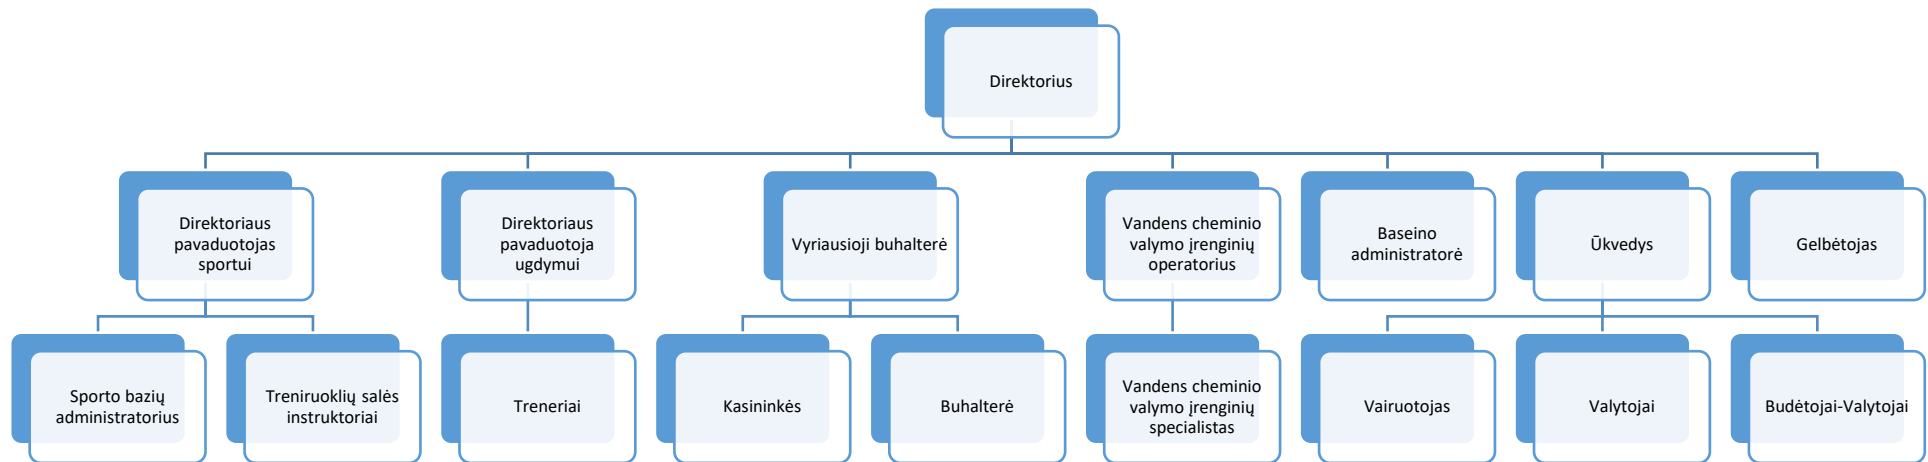 Direktorius
Direktoriaus
pavaduotojas
sportui
Direktoriaus
pavaduotoja
ugdymui
Vyriausioji buhalterė
Vandens cheminio
valymo įrenginių
operatorius
Baseino
administratorė
Ūkvedys
Gelbėtojas
Sporto bazių
administratorius
Treniruoklių salės
instruktoriai
Treneriai
Kasininkės
Buhalterė
Vandens cheminio
valymo įrenginių
specialistas
Vairuotojas
Valytojai
Budėtojai-Valytojai